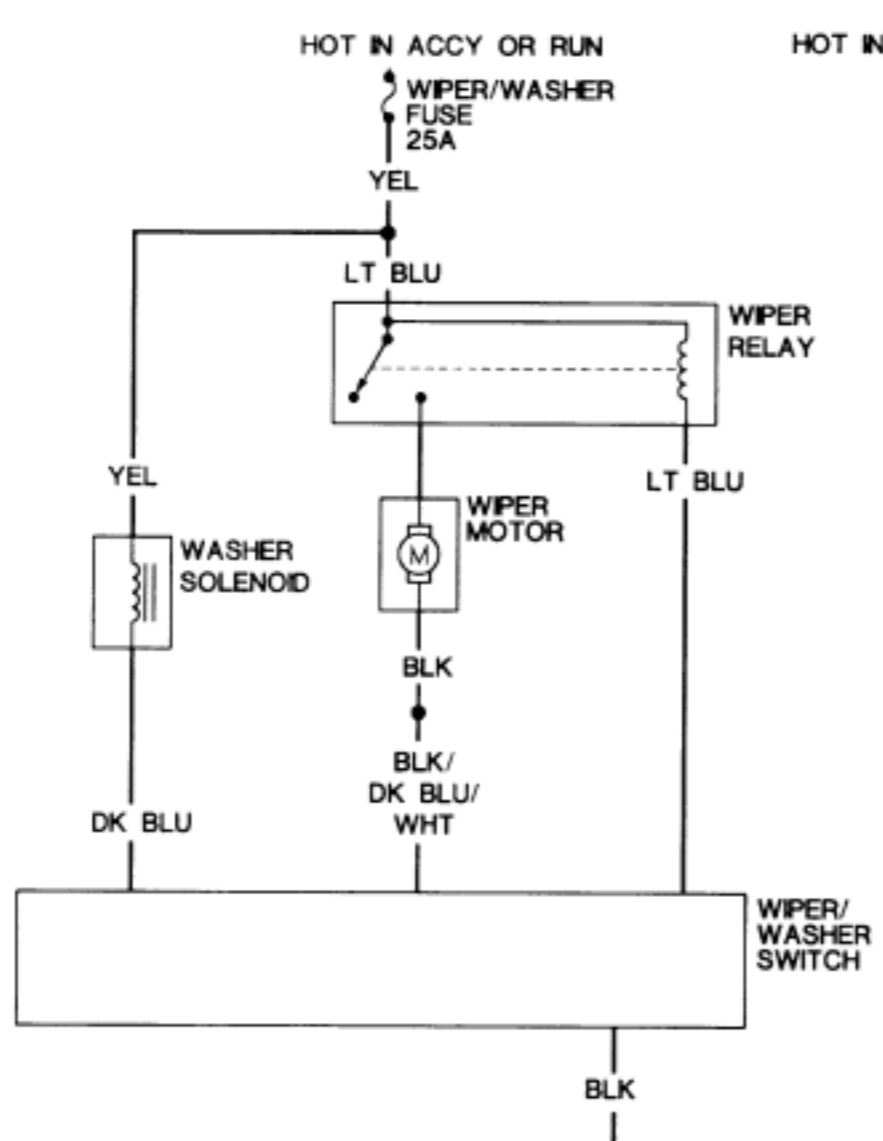 HOT IN ACCY OR RUN
HOT IN
WIPER/WASHER
FUSE
25A
YEL
LT BLU
WIPER
RELAY
YEL
LT BLU
WIPER
MOTOR
WASHER
SOLENOID
M
BLK
BLK/
DK BLU/
WHT
DK BLU
WIPER/
WASHER
SWITCH
BLK